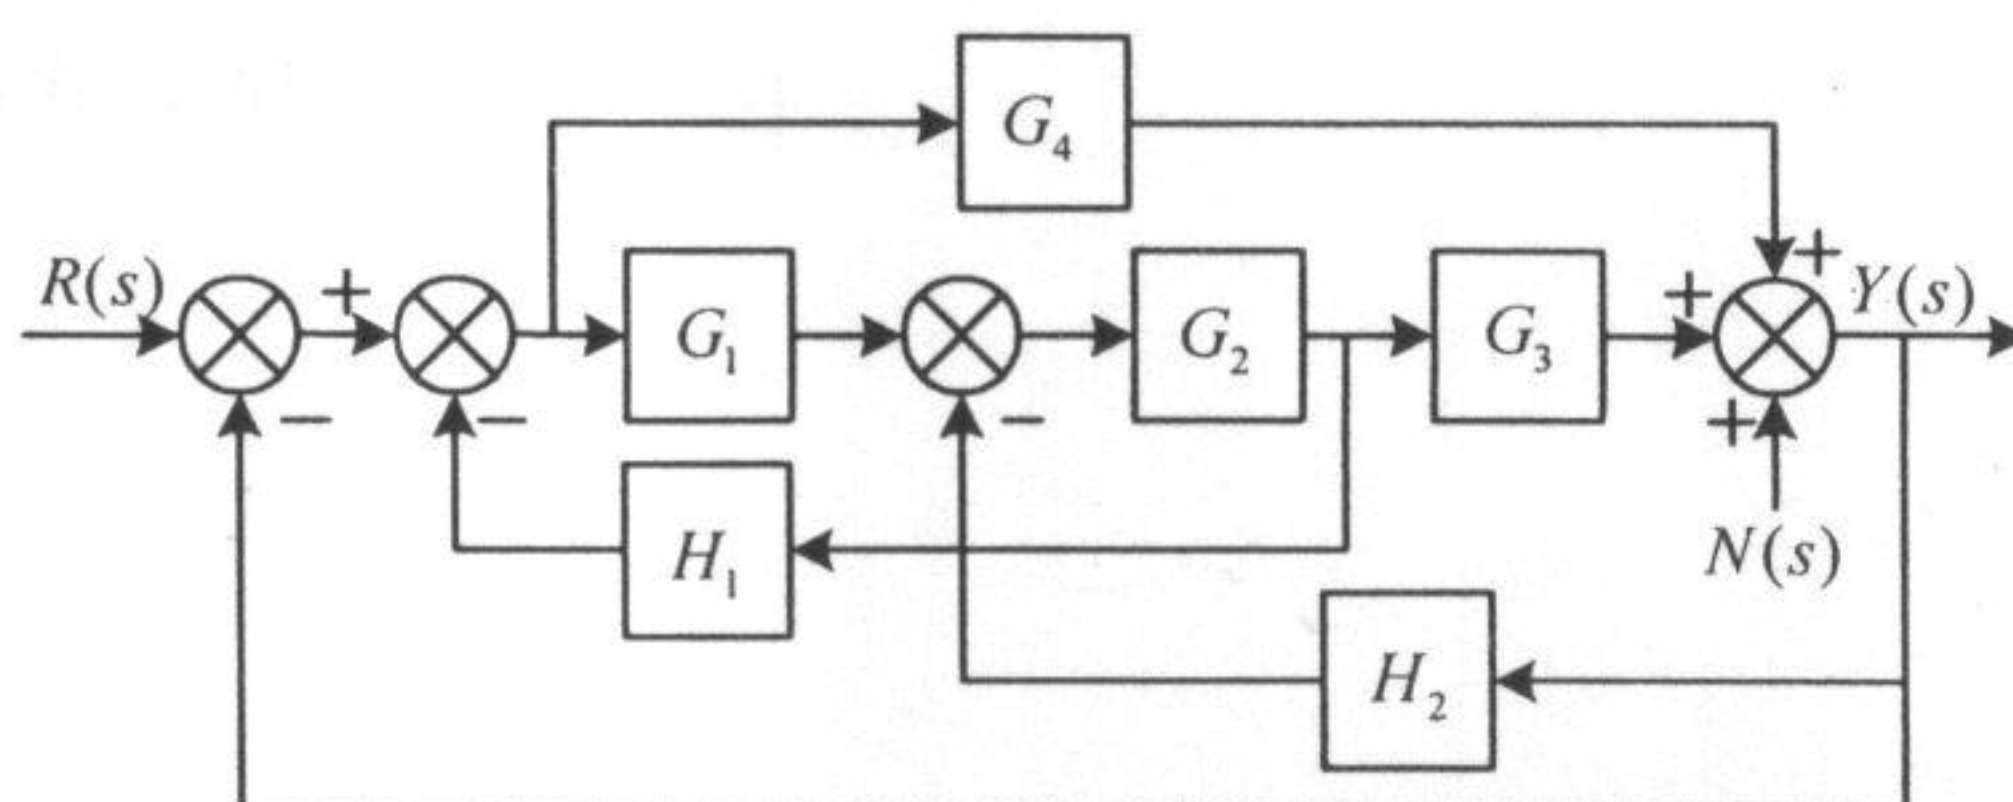 G₄
R(s) + G₁ G₂ + G₃ + Y(s)
− − − +
H₁ N(s)
H₂